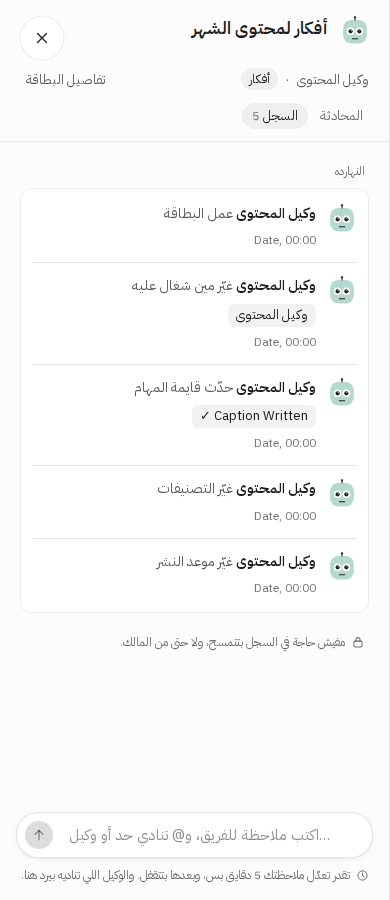 أفكار لمحتوى الشهر
وكيل المحتوى · أفكار
تفاصيل البطاقة
المحادثة
السجل 5
النهارده
وكيل المحتوى عمل البطاقة
Date, 00:00
وكيل المحتوى غيّر مين شغال عليه
وكيل المحتوى
Date, 00:00
وكيل المحتوى حدّث قايمة المهام
✓ Caption Written
Date, 00:00
وكيل المحتوى غيّر التصنيفات
Date, 00:00
وكيل المحتوى غيّر موعد النشر
Date, 00:00
مفيش حاجة في السجل بتتمسح، ولا حتى من المالك.
اكتب ملاحظة للفريق، و@ تنادي حد أو وكيل...
تقدر تعدّل ملاحظتك 5 دقايق بس، وبعدها بتتقفل. والوكيل اللي تناديه بيرد هنا.